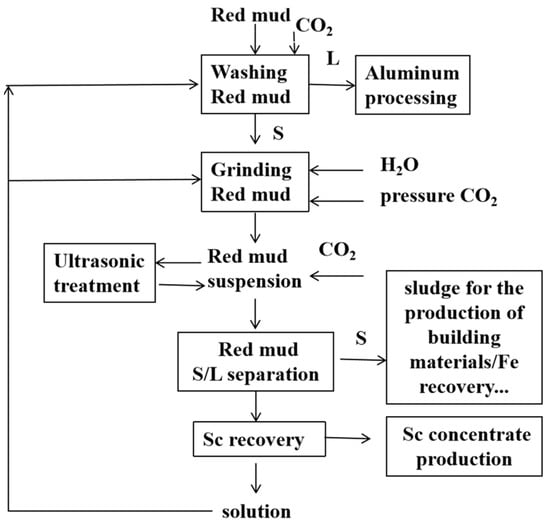 Red mud
CO₂
Washing
Red mud
L
Aluminum
processing
S
Grinding
Red mud
H₂O
pressure CO₂
Ultrasonic
treatment
Red mud
suspension
CO₂
sludge for the
production of
building
materials/Fe
recovery...
Red mud
S/L separation
S
Sc recovery
Sc concentrate
production
solution